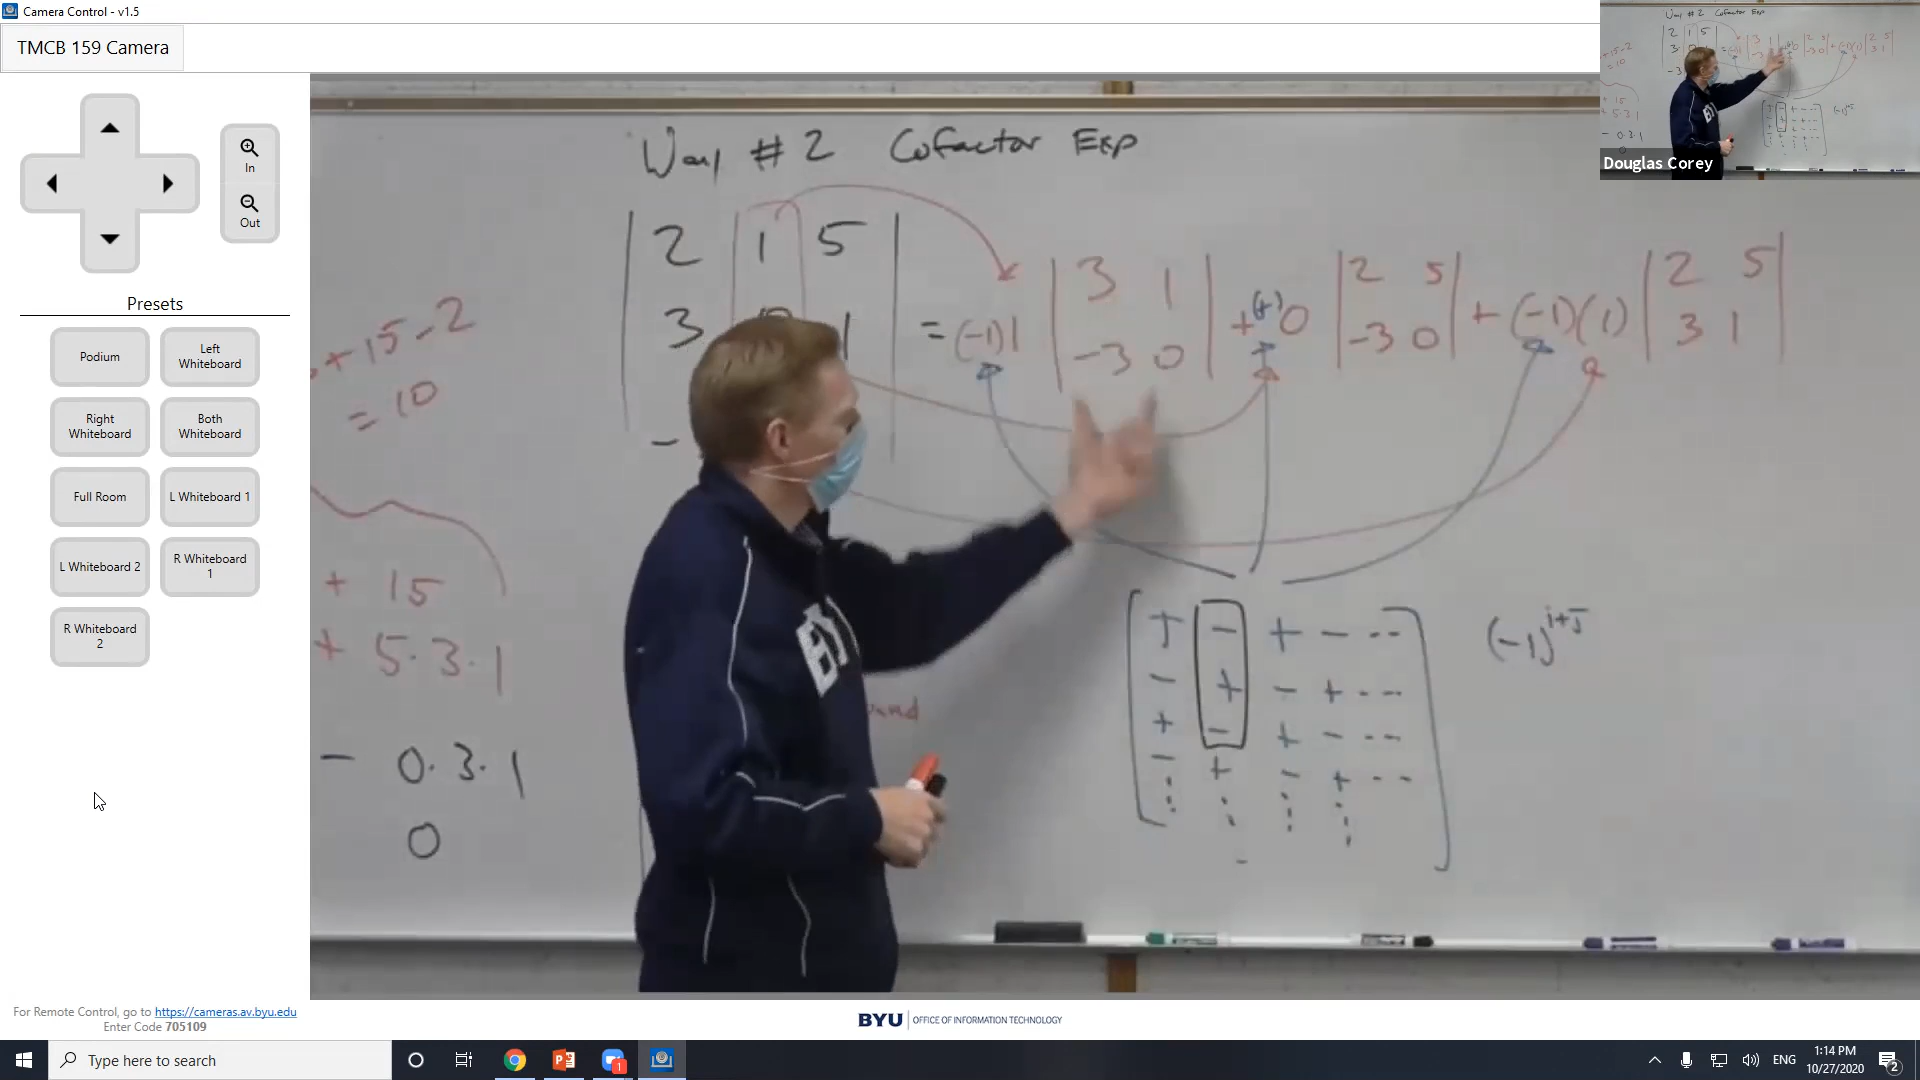 Camera Control - v1.5
TMCB 159 Camera
In
Out
Presets
Podium
Left
Whiteboard
Right
Whiteboard
Both
Whiteboard
Full Room
L Whiteboard 1
L Whiteboard 2
R Whiteboard
1
R Whiteboard
2
For Remote Control, go to https://cameras.av.byu.edu
Enter Code 705109
Way #2 Cofactor Exp
2 1 5
3 0 1
-
= (-1)1 | 3 1 | +(+)0 | 2 5 | + (-1)(1) | 2 5 |
| -3 0 | | -3 0 | | 3 1 |
+15-2
= 10
+ 15
+ 5·3·1
- 0·3·1
0
+ - + - --
- + - + ---
+ - + - ---
- + - + --
(-1)^i+j
BYU
BYU OFFICE OF INFORMATION TECHNOLOGY
Douglas Corey
Type here to search
1
ENG
1:14 PM
10/27/2020
2